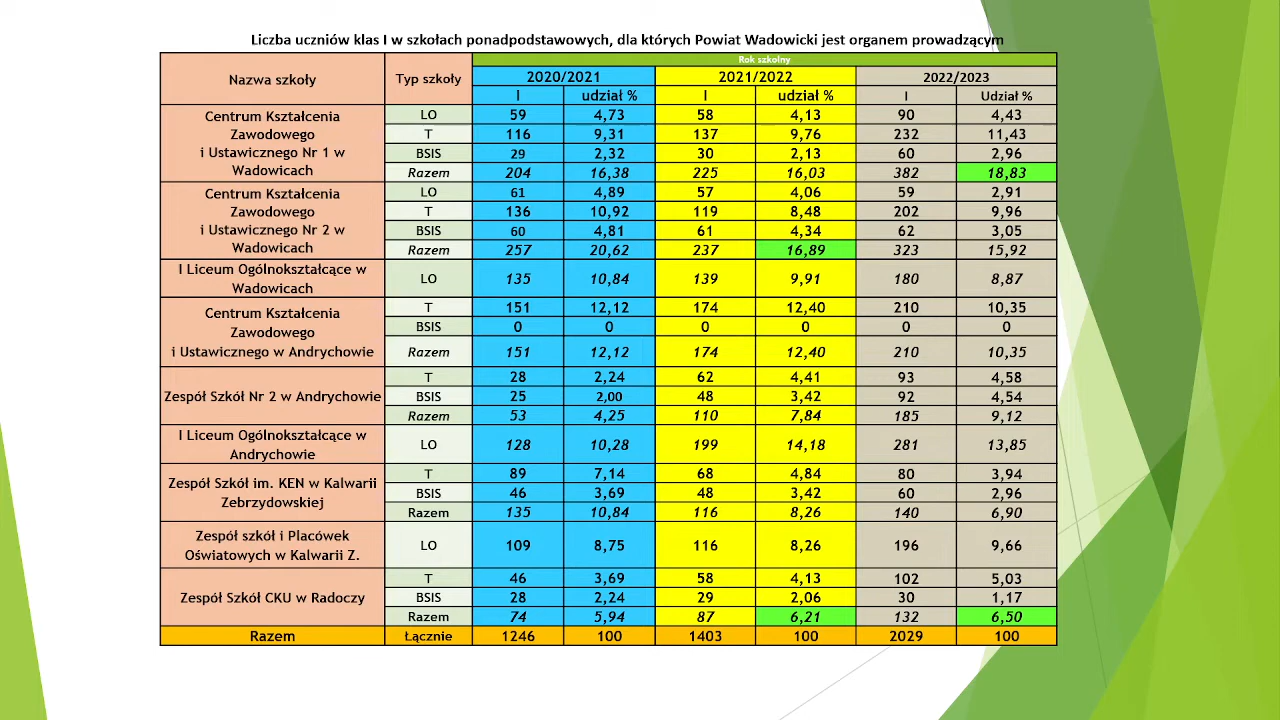 Liczba uczniów klas I w szkołach ponadpodstawowych, dla których Powiat Wadowicki jest organem prowadzącym
Nazwa szkoły Typ szkoły Rok szkolny
2020/2021 2021/2022 2022/2023
I udział % I udział % I Udział %
Centrum Kształcenia
Zawodowego
i Ustawicznego Nr 1 w
Wadowicach
LO 59 4,73 58 4,13 90 4,43
T 116 9,31 137 9,76 232 11,43
BSIS 29 2,32 30 2,13 60 2,96
Razem 204 16,38 225 16,03 382 18,83
Centrum Kształcenia
Zawodowego
i Ustawicznego Nr 2 w
Wadowicach
LO 61 4,89 57 4,06 59 2,91
T 136 10,92 119 8,48 202 9,96
BSIS 60 4,81 61 4,34 62 3,05
Razem 257 20,62 237 16,89 323 15,92
I Liceum Ogólnokształcące w
Wadowicach
LO 135 10,84 139 9,91 180 8,87
Centrum Kształcenia
Zawodowego
i Ustawicznego w Andrychowie
T 151 12,12 174 12,40 210 10,35
BSIS 0 0 0 0 0 0
Razem 151 12,12 174 12,40 210 10,35
Zespół Szkół Nr 2 w Andrychowie
T 28 2,24 62 4,41 93 4,58
BSIS 25 2,00 48 3,42 92 4,54
Razem 53 4,25 110 7,84 185 9,12
I Liceum Ogólnokształcące w
Andrychowie
LO 128 10,28 199 14,18 281 13,85
Zespół Szkół im. KEN w Kalwarii
Zebrzydowskiej
T 89 7,14 68 4,84 80 3,94
BSIS 46 3,69 48 3,42 60 2,96
Razem 135 10,84 116 8,26 140 6,90
Zespół szkół i Placówek
Oświatowych w Kalwarii Z.
LO 109 8,75 116 8,26 196 9,66
Zespół Szkół CKU w Radoczy
T 46 3,69 58 4,13 102 5,03
BSIS 28 2,24 29 2,06 30 1,17
Razem 74 5,94 87 6,21 132 6,50
Razem Łącznie 1246 100 1403 100 2029 100